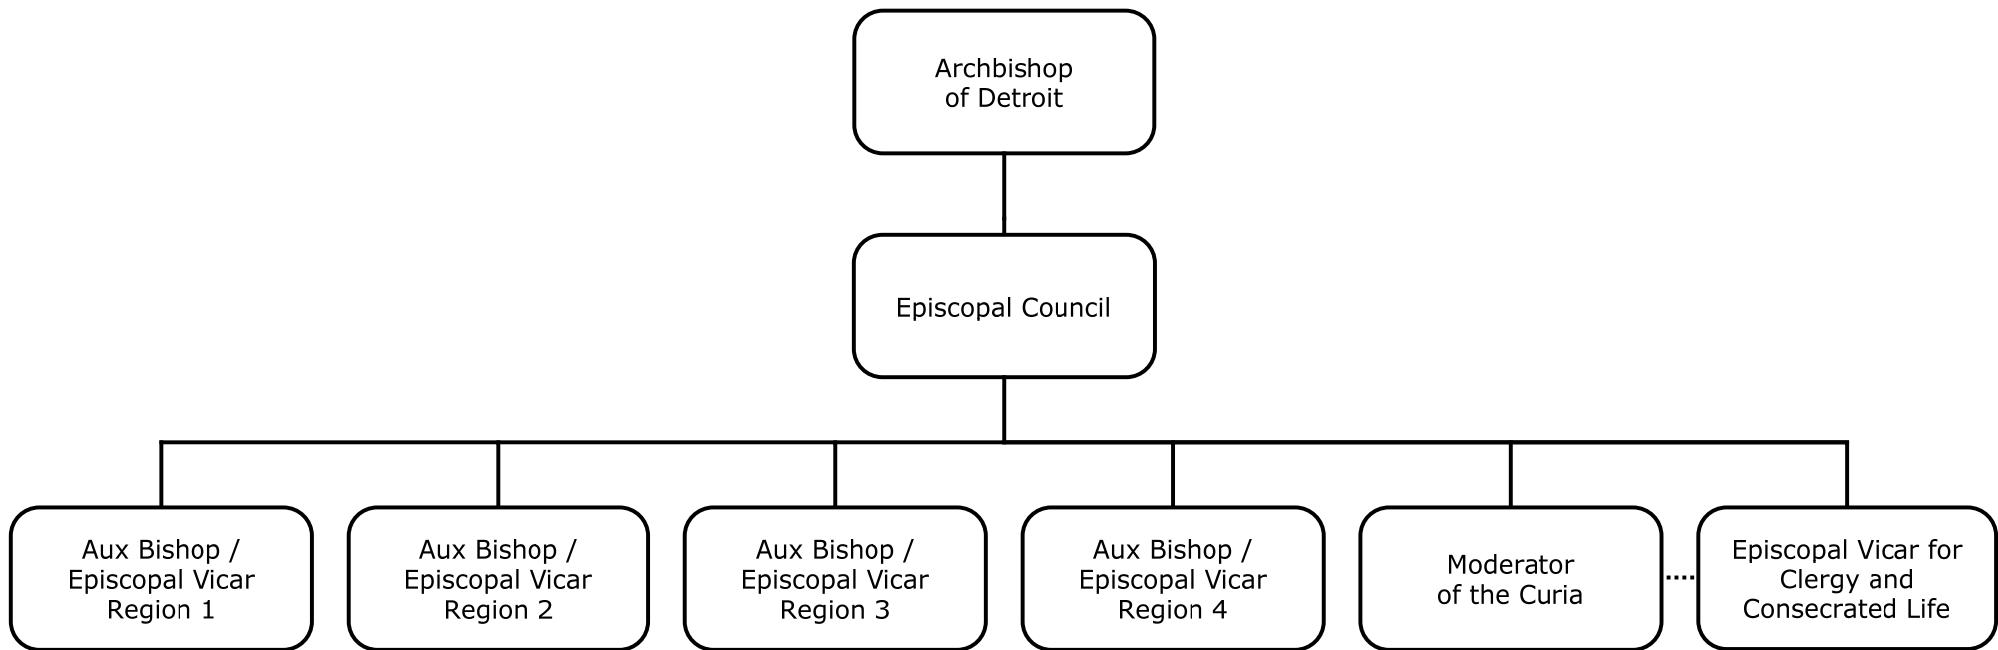 Archbishop
of Detroit
Episcopal Council
Aux Bishop /
Episcopal Vicar
Region 1
Aux Bishop /
Episcopal Vicar
Region 2
Aux Bishop /
Episcopal Vicar
Region 3
Aux Bishop /
Episcopal Vicar
Region 4
Moderator
of the Curia
Episcopal Vicar for
Clergy and
Consecrated Life